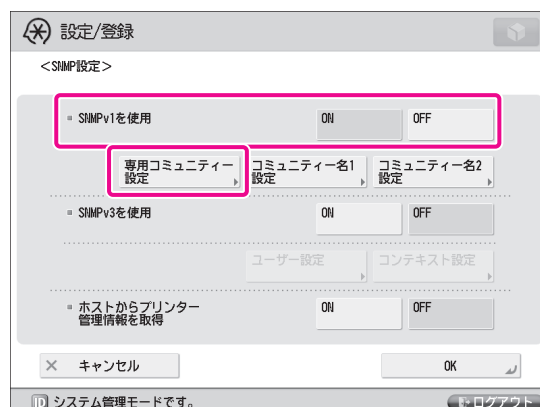 設定/登録
<SNMP設定>
SNMPv1を使用 ON OFF
専用コミュニティー
設定
コミュニティー名1
設定
コミュニティー名2
設定
SNMPv3を使用 ON OFF
ユーザー設定 コンテキスト設定
ホストからプリンター
管理情報を取得
ON OFF
× キャンセル OK
ID システム管理モードです。 ログアウト